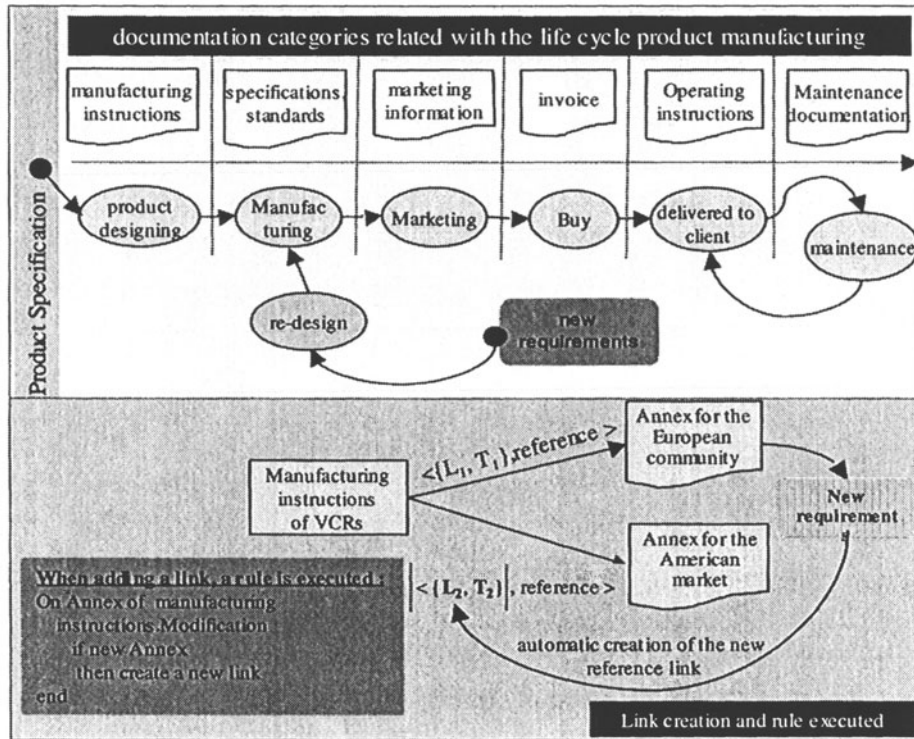 documentation categories related with the life cycle product manufacturing
manufacturing
instructions
specifications,
standards
marketing
information
invoice
Operating
instructions
Maintenance
documentation
Product Specification
product
designing
Manufac
turing
Marketing
Buy
delivered to
client
maintenance
re-design
new
requirements
Manufacturing
instructions
of VCRs
<{L₁, T₁},reference >
Annex for the
European
community
New
requirement
Annex for the
American
market
<{L₂, T₂}|, reference>
When adding a link, a rule is executed :
On Annex of manufacturing
instructions.Modification
if new Annex
then create a new link
end
automatic creation of the new
reference link
Link creation and rule executed